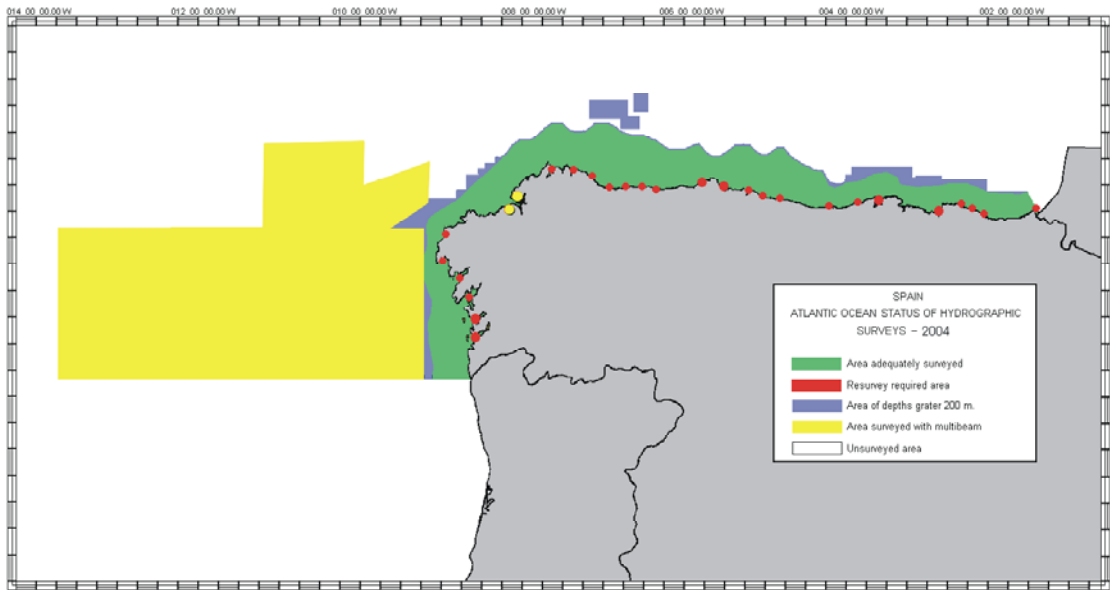 014 00 00.00.W 012 00 00.00.W 010 00 00.00.W 008 00 00.00.W 006 00 00.00.W 004 00 00.00.W 002 00 00.00.W
SPAIN
ATLANTIC OCEAN STATUS OF HYDROGRAPHIC
SURVEYS - 2004
Area adequately surveyed
Resurvey required area
Area of depths grater 200 m.
Area surveyed with multibeam
Unsurveyed area